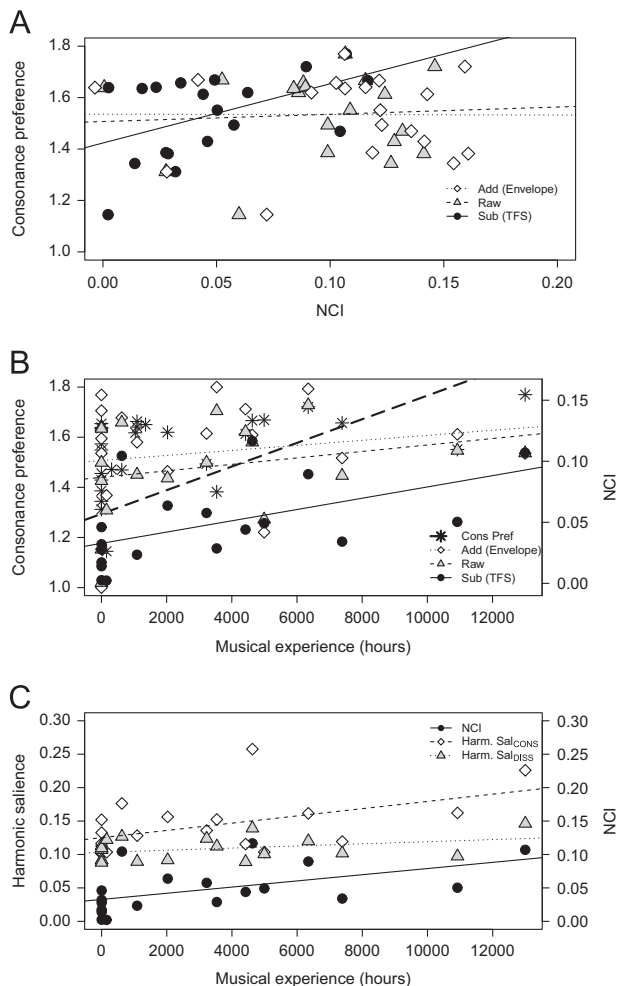 A
Consonance preference
1.8
1.6
1.4
1.2
1.0
Add (Envelope)
Raw
Sub (TFS)
0.00
0.05
0.10
0.15
0.20
NCI
B
Consonance preference
1.8
1.6
1.4
1.2
1.0
0.15
0.10
0.05
0.00
NCI
Cons Pref
Add (Envelope)
Raw
Sub (TFS)
0
2000
4000
6000
8000
10000
12000
Musical experience (hours)
C
Harmonic salience
0.30
0.25
0.20
0.15
0.10
0.05
0.00
NCI
Harm. SalCONS
Harm. SalDISS
0.30
0.25
0.20
0.15
0.10
0.05
0.00
NCI
0
2000
4000
6000
8000
10000
12000
Musical experience (hours)